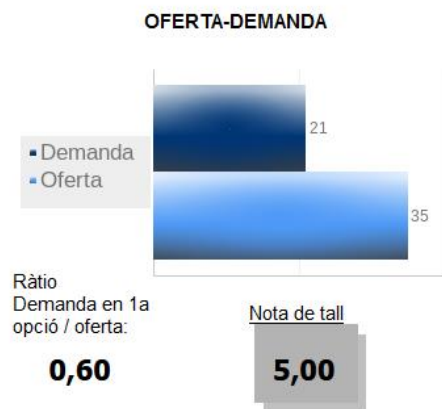 OFERTA-DEMANDA
21
Demanda
Oferta
35
Ràtio
Demanda en 1a
opció / oferta:
0,60
Nota de tall
5,00